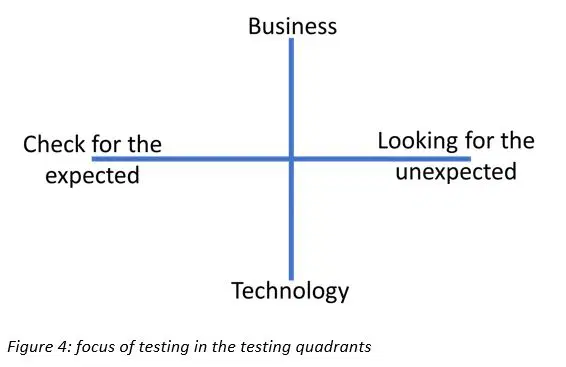 Business
Check for the
expected
Looking for the
unexpected
Technology
Figure 4: focus of testing in the testing quadrants